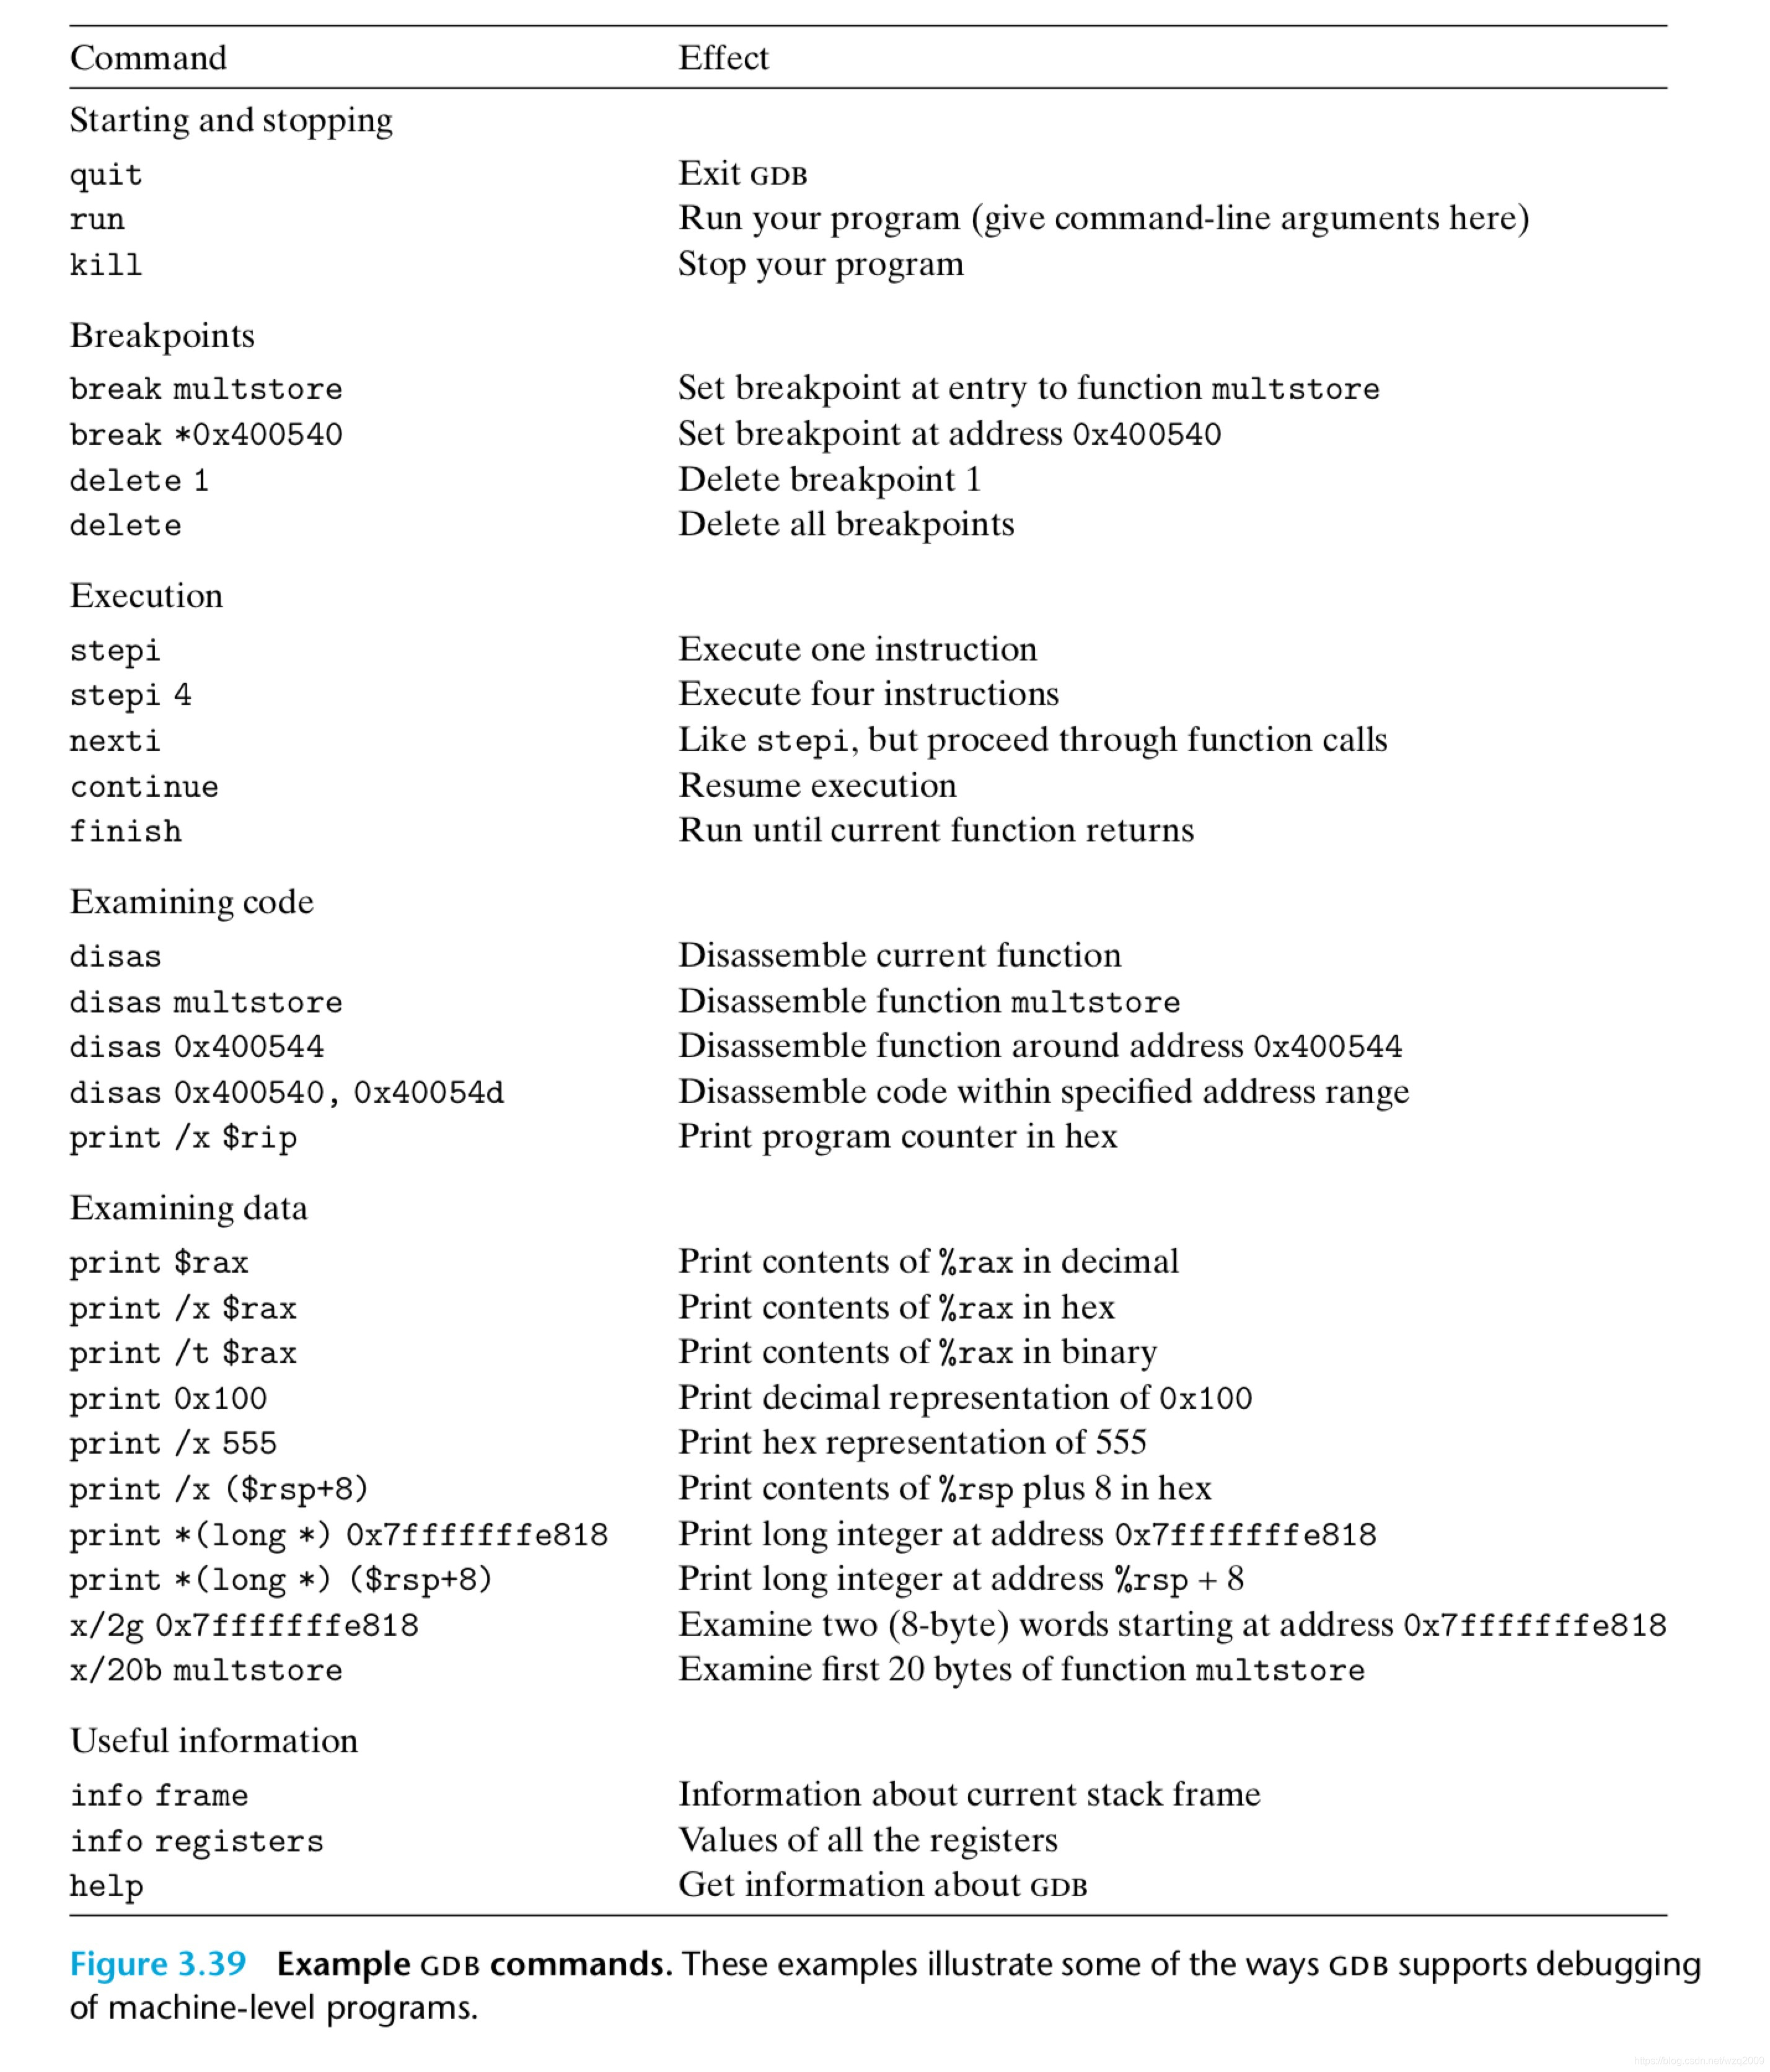 Command Effect
Starting and stopping
quit Exit GDB
run Run your program (give command-line arguments here)
kill Stop your program
Breakpoints
break multstore Set breakpoint at entry to function multstore
break *0x400540 Set breakpoint at address 0x400540
delete 1 Delete breakpoint 1
delete Delete all breakpoints
Execution
stepi Execute one instruction
stepi 4 Execute four instructions
nexti Like stepi, but proceed through function calls
continue Resume execution
finish Run until current function returns
Examining code
disas Disassemble current function
disas multstore Disassemble function multstore
disas 0x400544 Disassemble function around address 0x400544
disas 0x400540, 0x40054d Disassemble code within specified address range
print /x $rip Print program counter in hex
Examining data
print $rax Print contents of %rax in decimal
print /x $rax Print contents of %rax in hex
print /t $rax Print contents of %rax in binary
print 0x100 Print decimal representation of 0x100
print /x 555 Print hex representation of 555
print /x ($rsp+8) Print contents of %rsp plus 8 in hex
print *(long *) 0x7fffffffe818 Print long integer at address 0x7fffffffe818
print *(long *) ($rsp+8) Print long integer at address %rsp + 8
x/2g 0x7fffffffe818 Examine two (8-byte) words starting at address 0x7fffffffe818
x/20b multstore Examine first 20 bytes of function multstore
Useful information
info frame Information about current stack frame
info registers Values of all the registers
help Get information about GDB
Figure 3.39 Example GDB commands. These examples illustrate some of the ways GDB supports debugging
of machine-level programs.